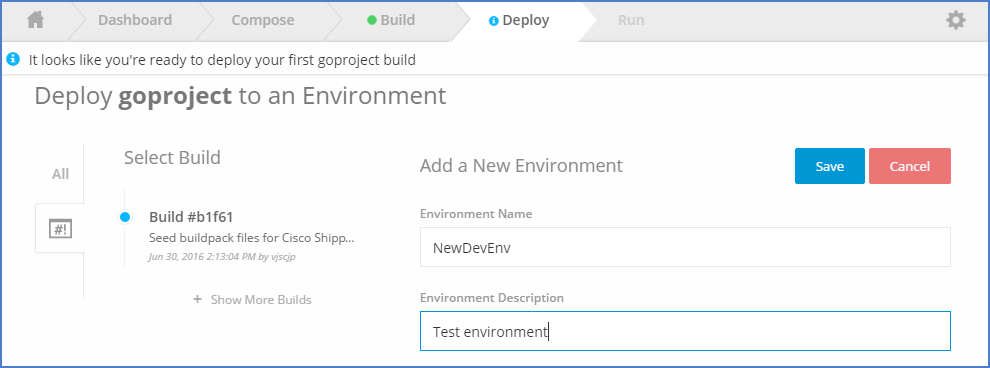 Dashboard
Compose
Build
Deploy
Run
It looks like you're ready to deploy your first goproject build
Deploy goproject to an Environment
All
#!
Select Build
Build #b1f61
Seed buildpack files for Cisco Shipp...
Jun 30, 2016 2:13:04 PM by vjscjp
+ Show More Builds
Add a New Environment
Save
Cancel
Environment Name
NewDevEnv
Environment Description
Test environment